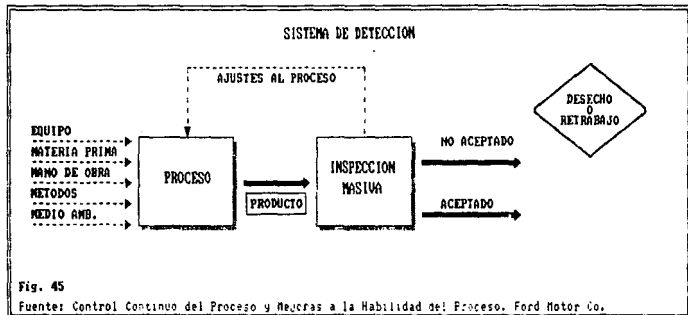 SISTEMA DE DETECCION
AJUSTES AL PROCESO
DESECHO
O
RETRABAJO
EQUIPO
MATERIA PRIMA
MANO DE OBRA
METODOS
MEDIO AMB.
PROCESO
PRODUCTO
INSPECCION
MASIVA
NO ACEPTADO
ACEPTADO
Fig. 45
Fuente: Control Continuo del Proceso y Mejoras a la Habilidad del Proceso. Ford Motor Co.